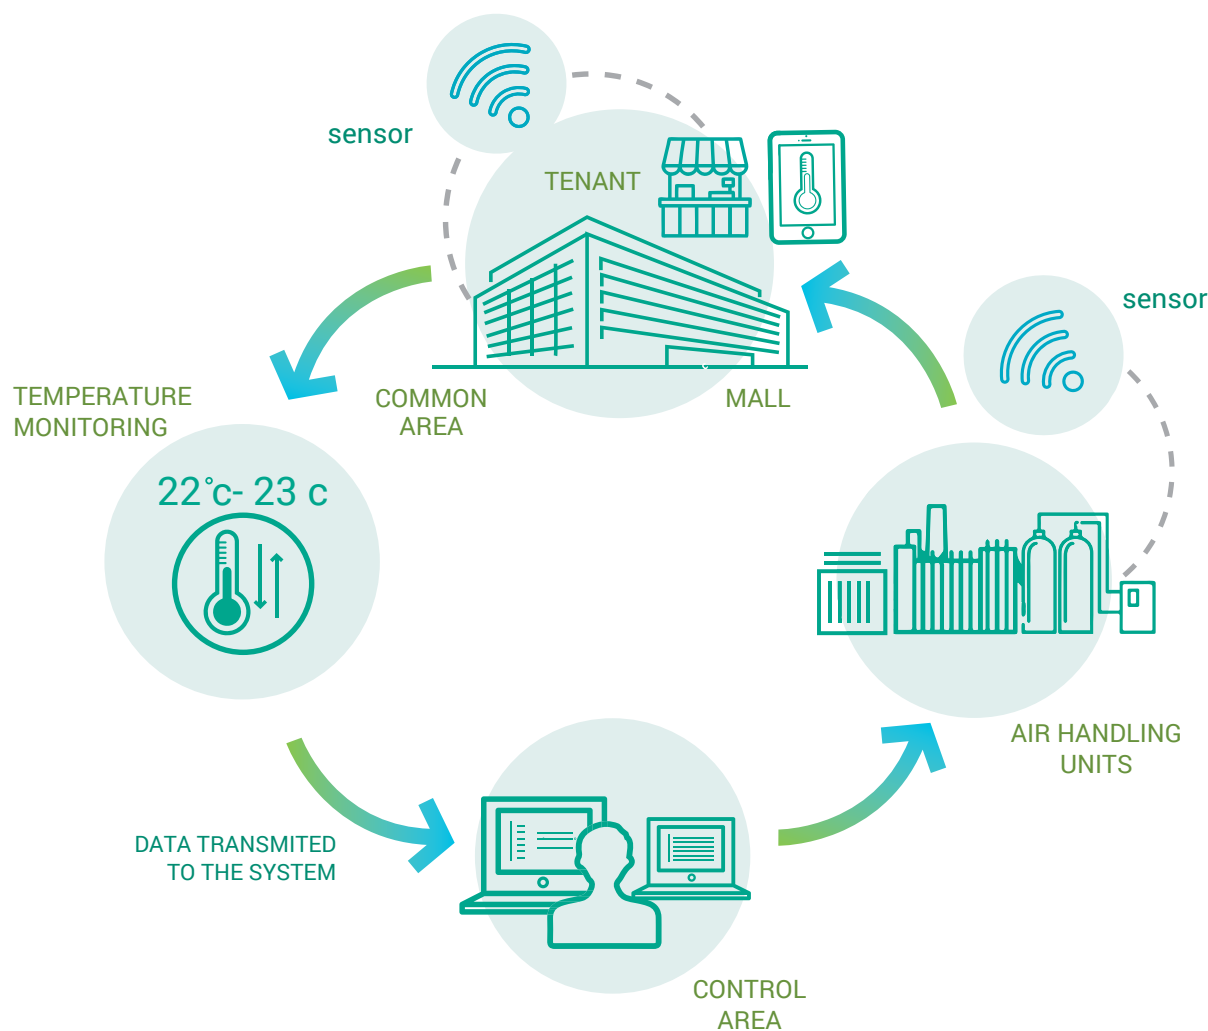 sensor
TENANT
sensor
TEMPERATURE
MONITORING
COMMON
AREA
MALL
22°c- 23 c
AIR HANDLING
UNITS
DATA TRANSMITED
TO THE SYSTEM
CONTROL
AREA